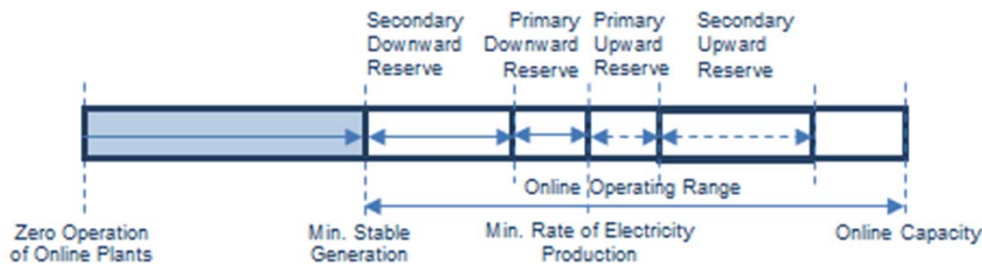 Secondary
Downward
Reserve
Primary
Downward
Reserve
Primary
Upward
Reserve
Secondary
Upward
Reserve
Online Operating Range
Zero Operation
of Online Plants
Min. Stable
Generation
Min. Rate of Electricity
Production
Online Capacity